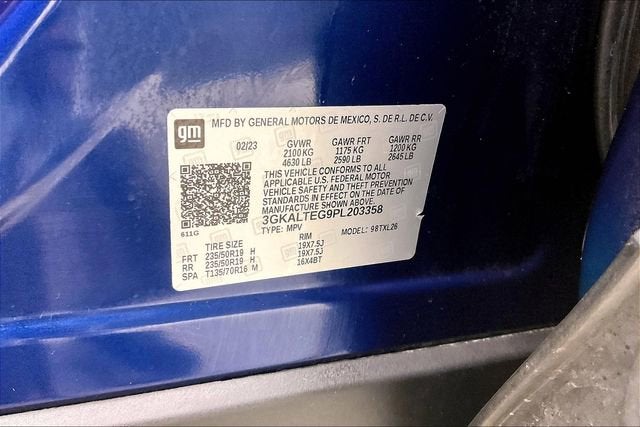 gm
MFD BY GENERAL MOTORS DE MEXICO, S. DE R.L. DE C.V.
02/23 GVWR GAWR FRT GAWR RR
2100 KG 1175 KG 1200 KG
4630 LB 2590 LB 2645 LB
THIS VEHICLE CONFORMS TO ALL
APPLICABLE U.S. FEDERAL MOTOR
VEHICLE SAFETY AND THEFT PREVENTION
STANDARDS IN EFFECT ON THE DATE OF
MANUFACTURE SHOWN ABOVE.
3GKALTEG9PL203358
611G TYPE: MPV MODEL: 98TXL26
TIRE SIZE RIM
FRT 235/50R19 H 19X7.5J
RR 235/50R19 H 19X7.5J
SPA T135/70R16 M 16X4BT